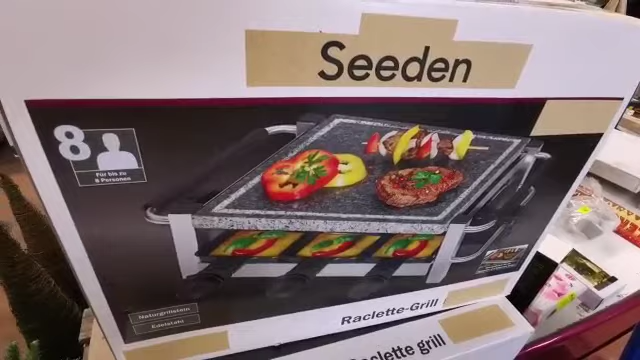 Seeden
8
Für bis zu
8 Personen
Naturgrillstein
Edelstahl
Raclette-Grill
Raclette grill